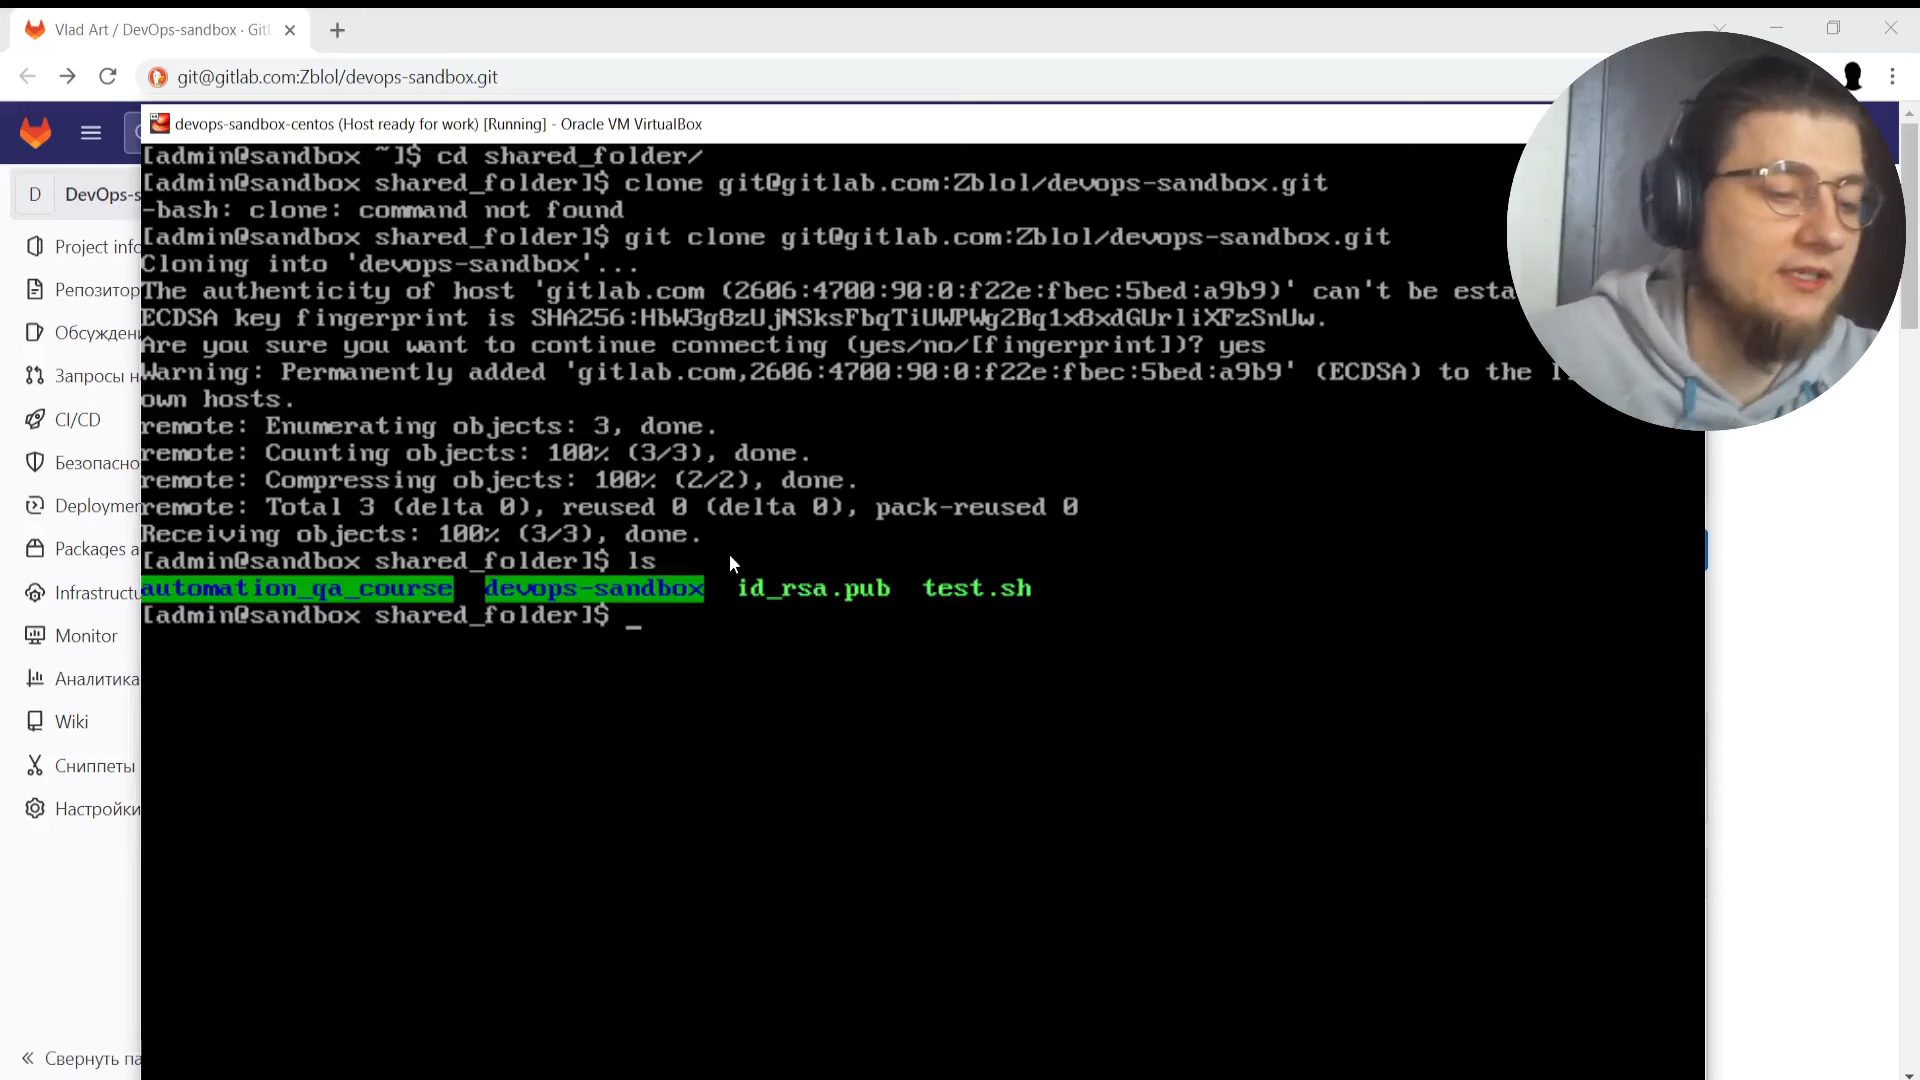 Vlad Art / DevOps-sandbox · GitL
git@gitlab.com:Zblol/devops-sandbox.git
devops-sandbox-centos (Host ready for work) [Running] - Oracle VM VirtualBox
[admin@sandbox ~]$ cd shared_folder/
[admin@sandbox shared_folder]$ clone git@gitlab.com:Zblol/devops-sandbox.git
-bash: clone: command not found
[admin@sandbox shared_folder]$ git clone git@gitlab.com:Zblol/devops-sandbox.git
Cloning into 'devops-sandbox'...
The authenticity of host 'gitlab.com (2606:4700:90:0:f22e:fbec:5bed:a9b9)' can't be esta
ECDSA key fingerprint is SHA256:HbW3g8zUjNSksFbqTiUWPWg2Bq1x8xdGUrliXFzSnUw.
Are you sure you want to continue connecting (yes/no/[fingerprint])? yes
Warning: Permanently added 'gitlab.com,2606:4700:90:0:f22e:fbec:5bed:a9b9' (ECDSA) to the
own hosts.
remote: Enumerating objects: 3, done.
remote: Counting objects: 100% (3/3), done.
remote: Compressing objects: 100% (2/2), done.
remote: Total 3 (delta 0), reused 0 (delta 0), pack-reused 0
Receiving objects: 100% (3/3), done.
[admin@sandbox shared_folder]$ ls
automation_qa_course devops-sandbox id_rsa.pub test.sh
[admin@sandbox shared_folder]$ _
D DevOps-s
Project info
Репозитор
Обсужден
Запросы н
CI/CD
Безопасно
Deploymen
Packages a
Infrastructu
Monitor
Аналитика
Wiki
Сниппеты
Настройки
« Свернуть па